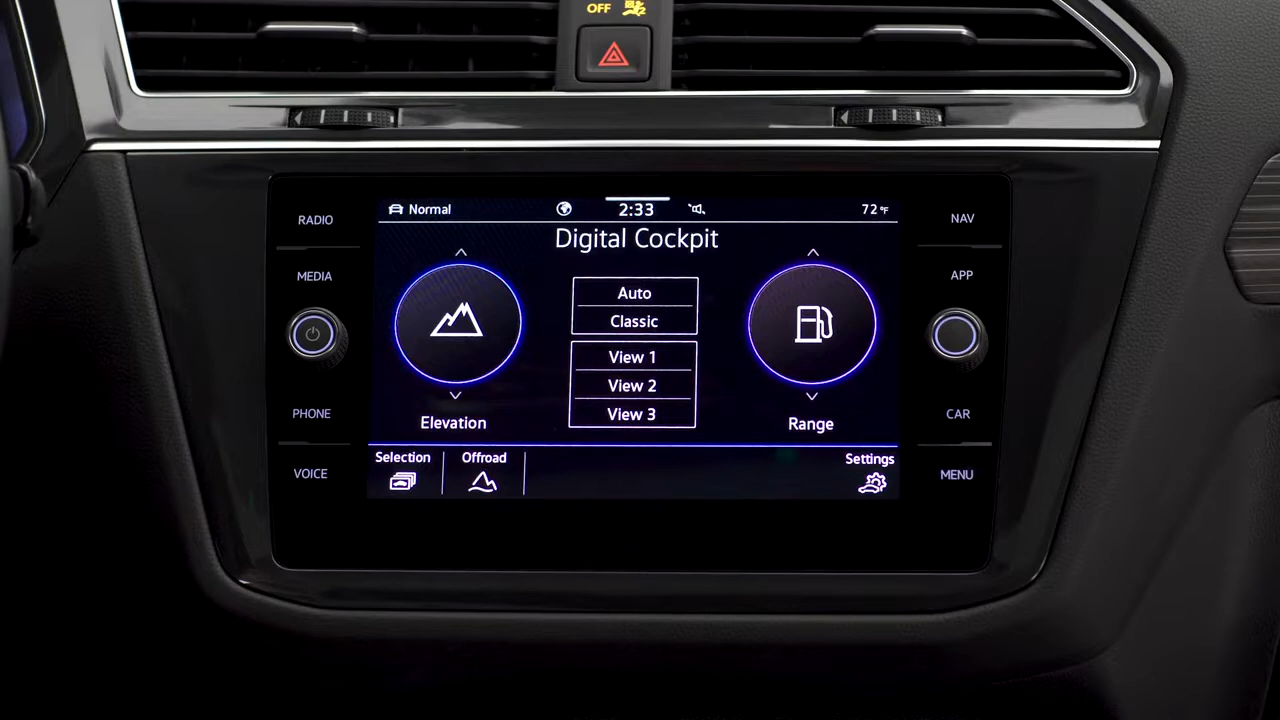 OFF
RADIO
MEDIA
PHONE
VOICE
Normal 2:33 72°F
Digital Cockpit
Auto
Classic
View 1
View 2
View 3
Elevation
Range
Selection Offroad Settings
NAV
APP
CAR
MENU